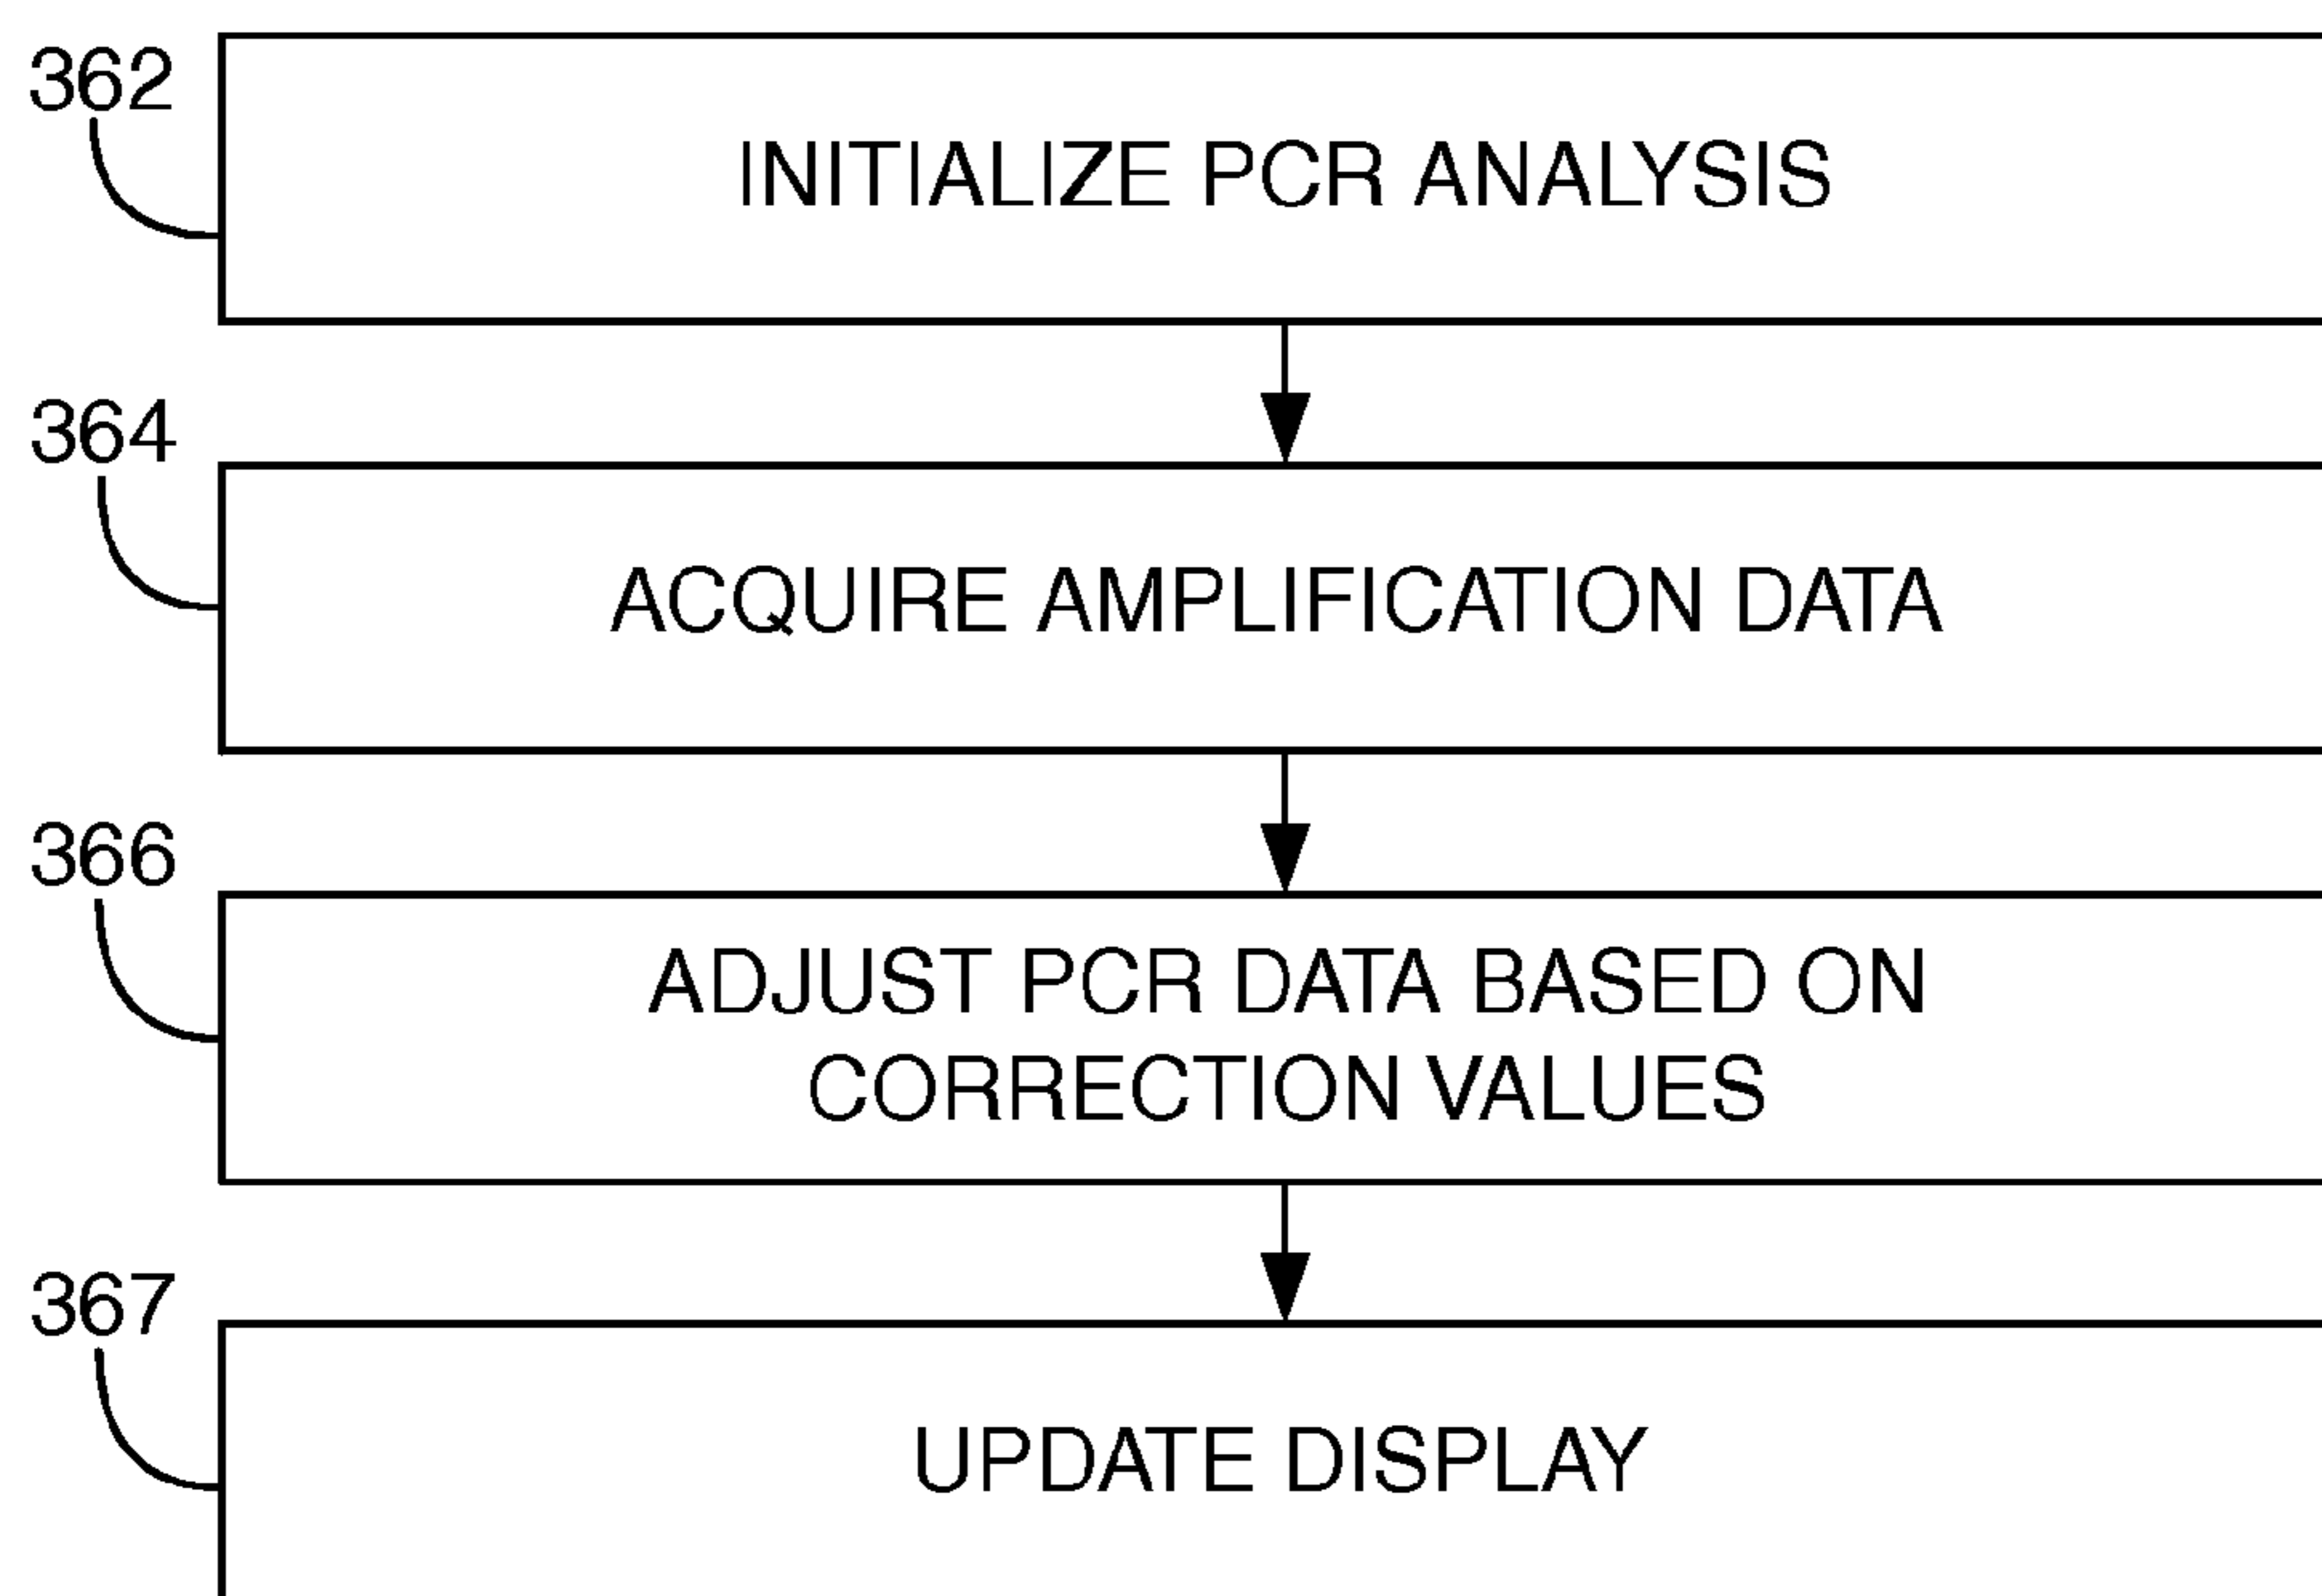 362
INITIALIZE PCR ANALYSIS
364
ACQUIRE AMPLIFICATION DATA
366
ADJUST PCR DATA BASED ON
CORRECTION VALUES
367
UPDATE DISPLAY